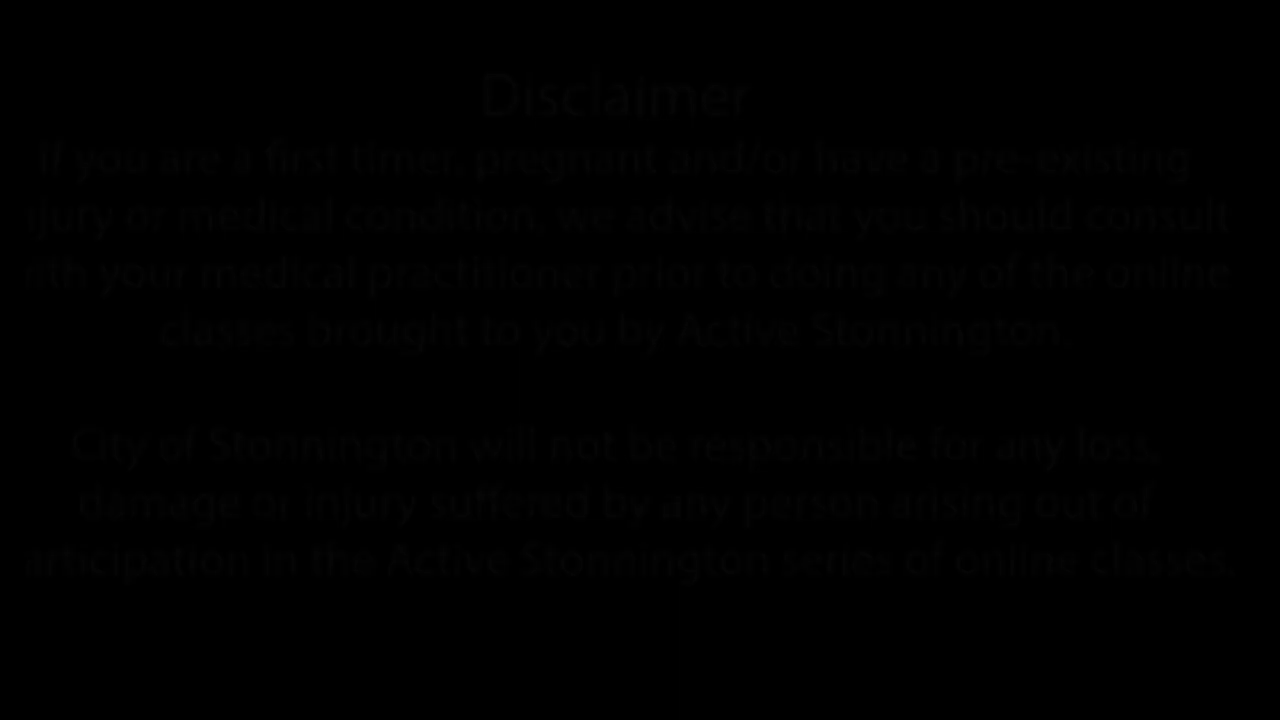 Disclaimer
If you are a first timer, pregnant and/or have a pre-existing
njury or medical condition, we advise that you should consult
ith your medical practitioner prior to doing any of the online
classes brought to you by Active Stonnington.
City of Stonnington will not be responsible for any loss,
damage or injury suffered by any person arising out of
articipation in the Active Stonnington series of online classes.